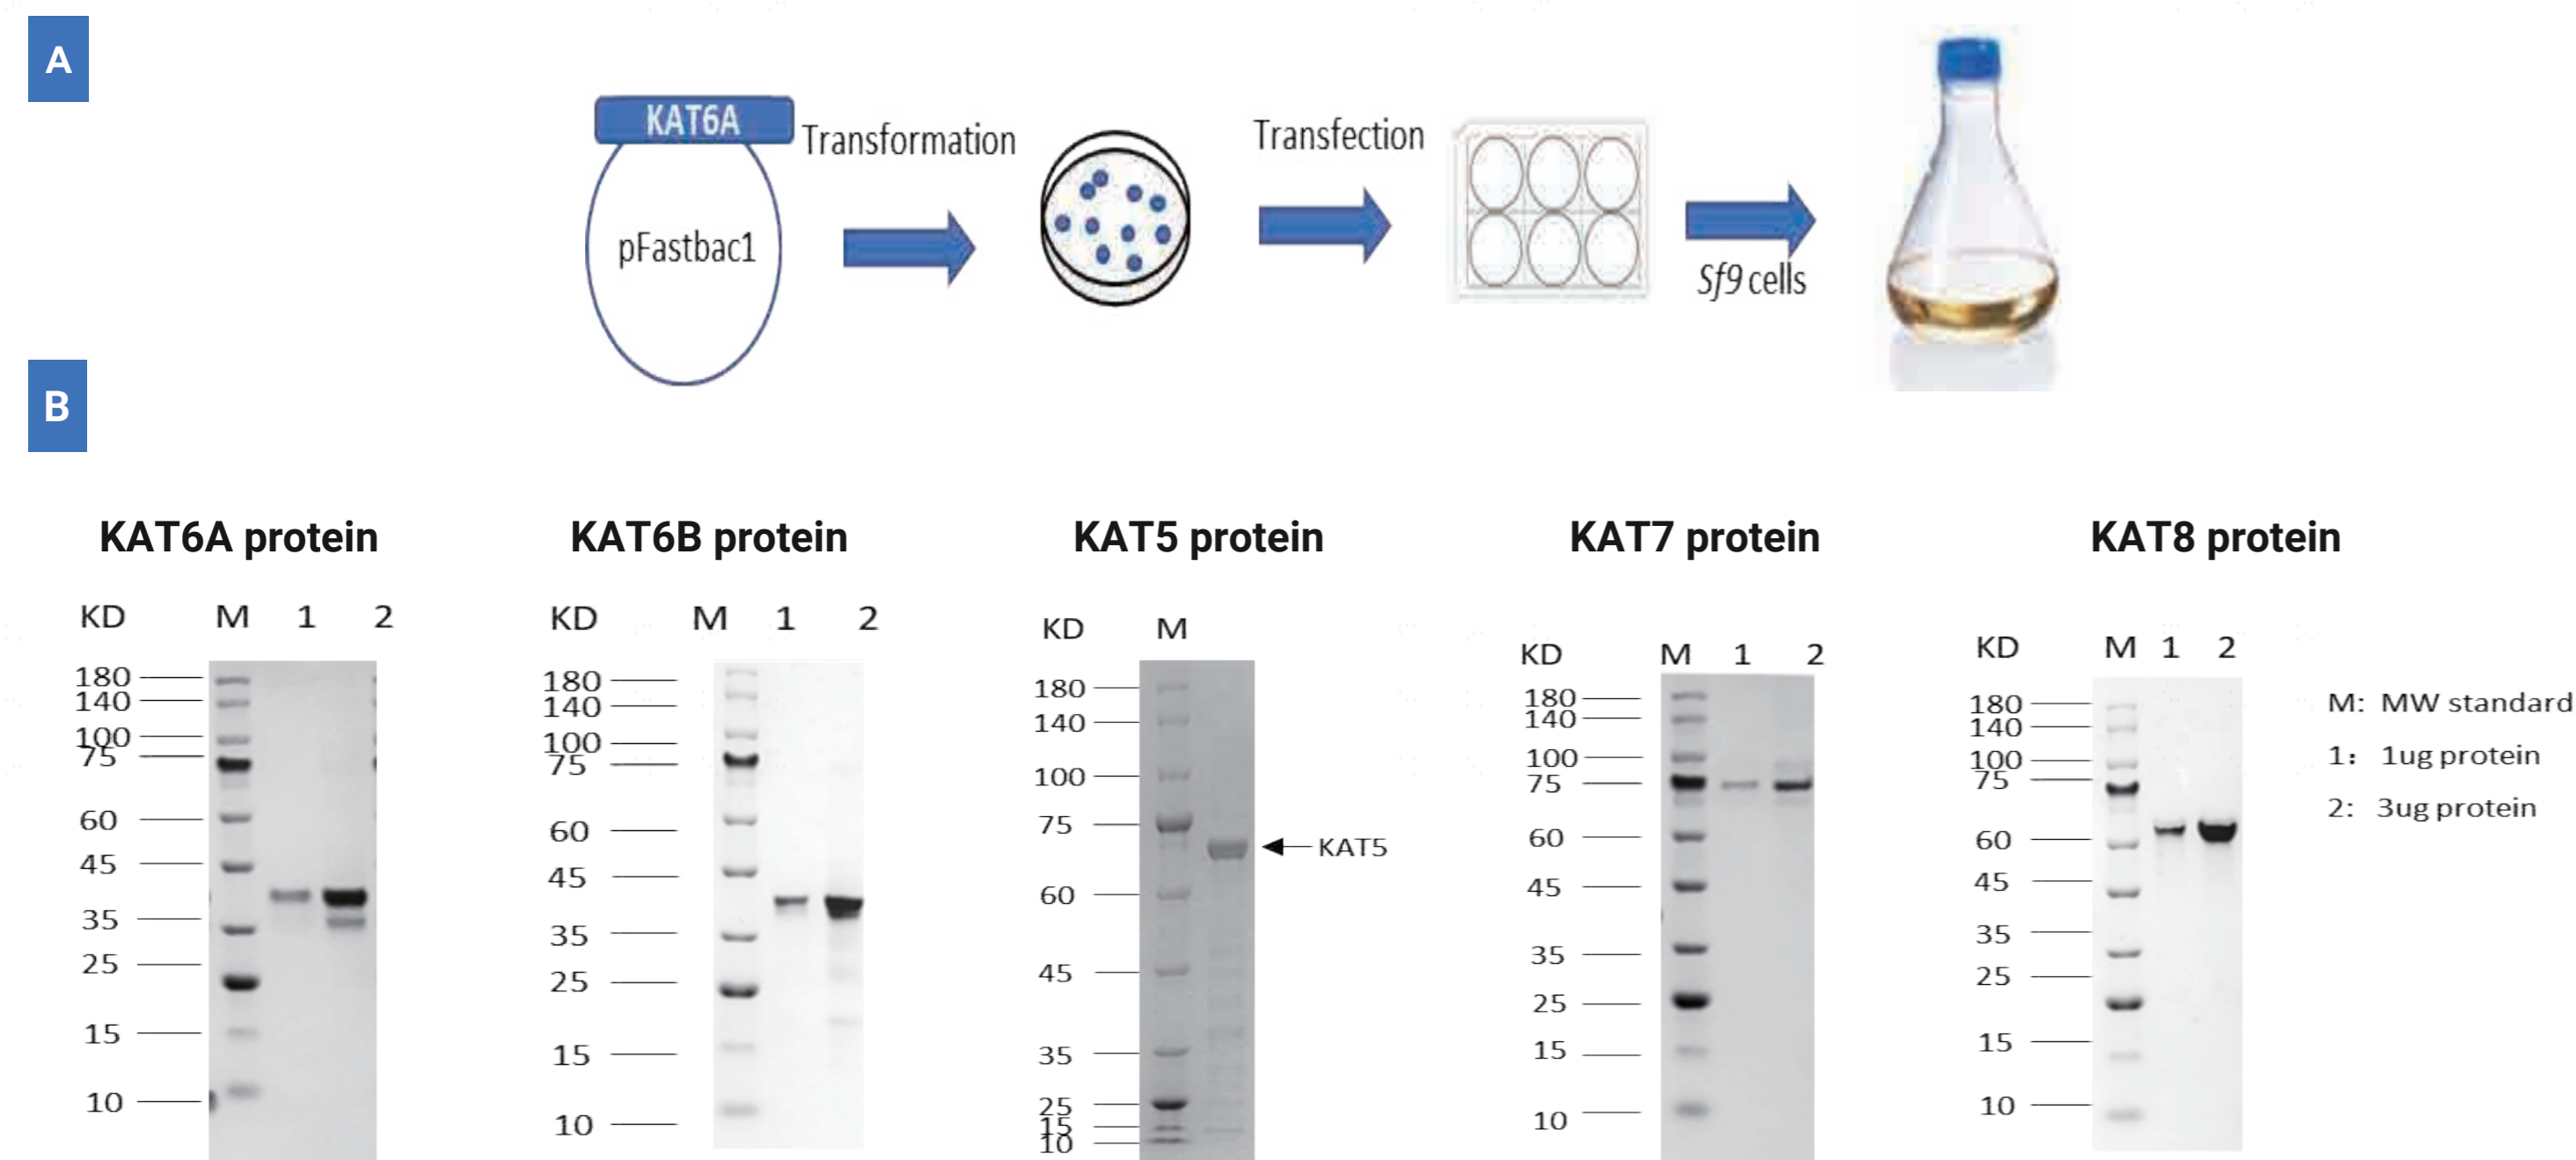 A
KAT6A
pFastbac1
Transformation
Transfection
Sf9 cells
B
KAT6A protein
KD M 1 2
180
140
100
75
60
45
35
25
15
10
KAT6B protein
KD M 1 2
180
140
100
75
60
45
35
25
15
10
KAT5 protein
KD M
180
140
100
75
60
45
35
25
15
10
KAT5
KAT7 protein
KD M 1 2
180
140
100
75
60
45
35
25
15
10
KAT8 protein
KD M 1 2
180
140
100
75
60
45
35
25
15
10
M: MW standard
1: 1ug protein
2: 3ug protein